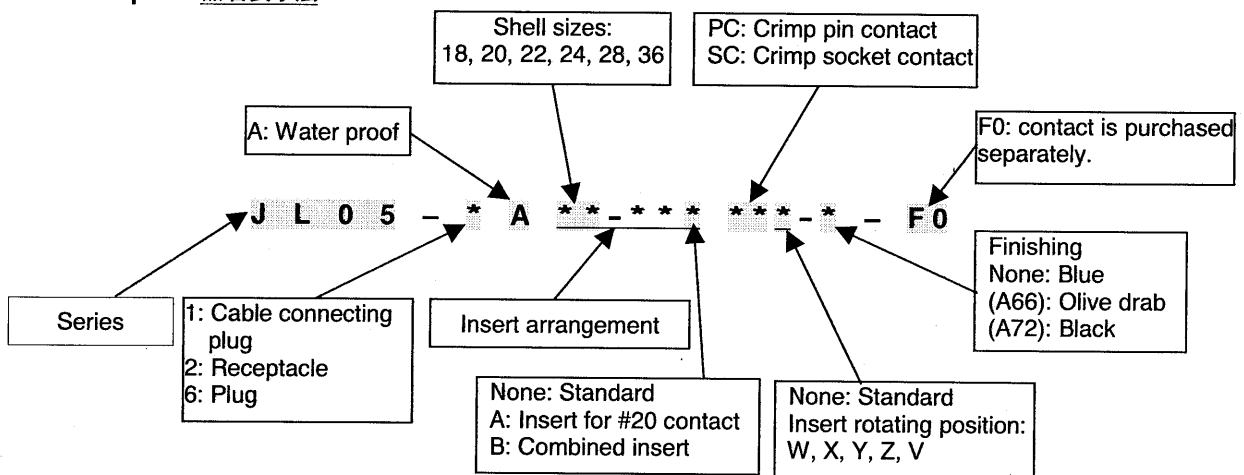 Shell sizes:
18, 20, 22, 24, 28, 36
PC: Crimp pin contact
SC: Crimp socket contact
A: Water proof
F0: contact is purchased
separately.
J L 0 5 – * A * * - * * * * * * - * – F0
Series
1: Cable connecting
plug
2: Receptacle
6: Plug
Insert arrangement
Finishing
None: Blue
(A66): Olive drab
(A72): Black
None: Standard
A: Insert for #20 contact
B: Combined insert
None: Standard
Insert rotating position:
W, X, Y, Z, V